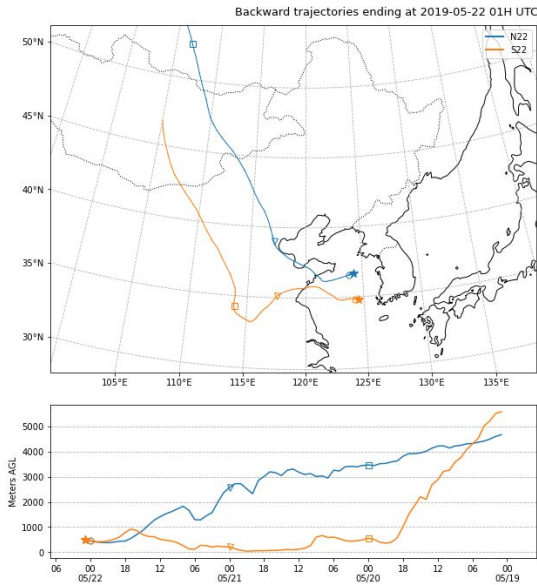 Backward trajectories ending at 2019-05-22 01H UTC
N22
S22
50°N
45°N
40°N
35°N
30°N
105°E 110°E 115°E 120°E 125°E 130°E 135°E
Meters AGL
5000
4000
3000
2000
1000
0
06 00 18 12 06 00 18 12 06 00 18 12 06 00
05/22 05/21 05/20 05/19